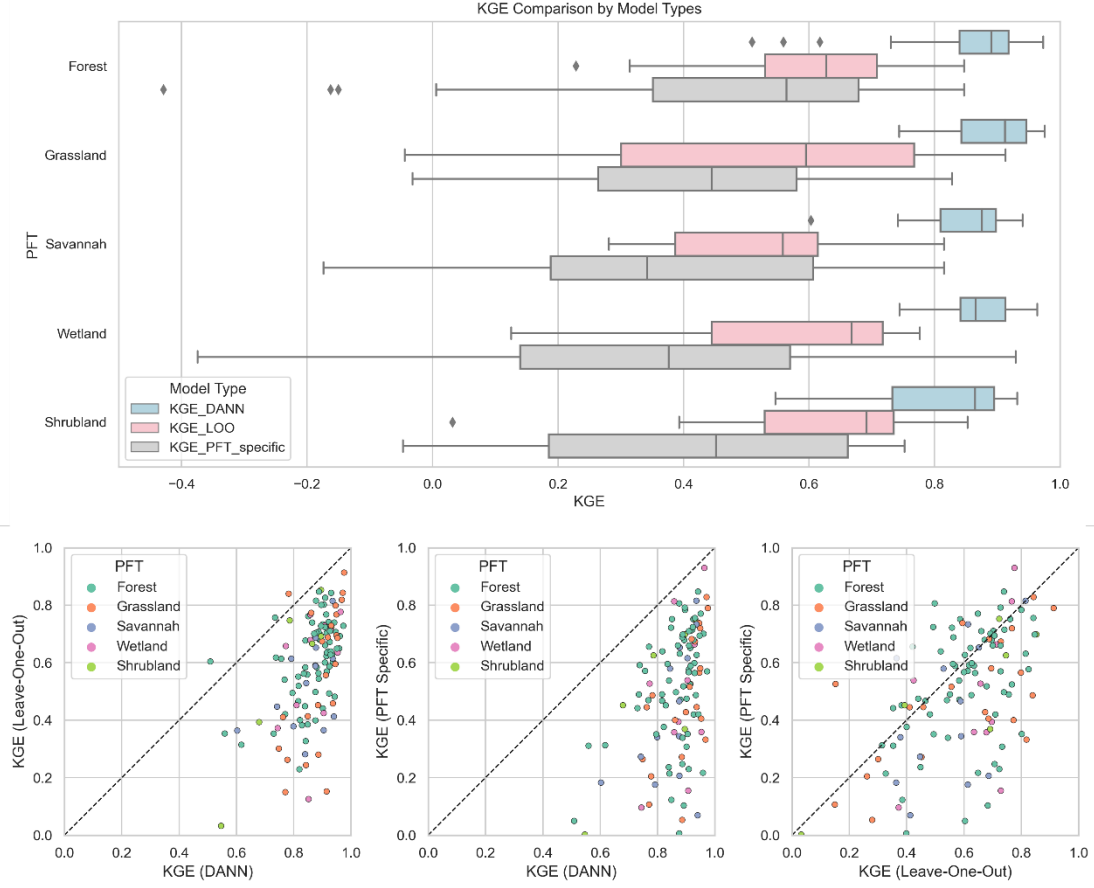 KGE Comparison by Model Types
PFT
Forest
Grassland
Savannah
Wetland
Shrubland
Model Type
KGE_DANN
KGE_LOO
KGE_PFT_specific
−0.4 −0.2 0.0 0.2 0.4 0.6 0.8 1.0
KGE
KGE (Leave-One-Out)
1.0
0.8
0.6
0.4
0.2
0.0
PFT
Forest
Grassland
Savannah
Wetland
Shrubland
0.0 0.2 0.4 0.6 0.8 1.0
KGE (DANN)
KGE (PFT Specific)
1.0
0.8
0.6
0.4
0.2
0.0
PFT
Forest
Grassland
Savannah
Wetland
Shrubland
0.0 0.2 0.4 0.6 0.8 1.0
KGE (DANN)
KGE (PFT Specific)
1.0
0.8
0.6
0.4
0.2
0.0
PFT
Forest
Grassland
Savannah
Wetland
Shrubland
0.0 0.2 0.4 0.6 0.8 1.0
KGE (Leave-One-Out)